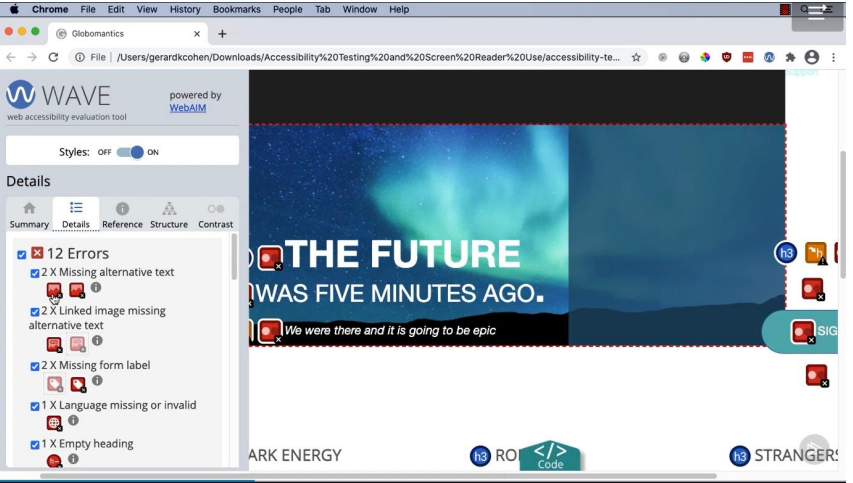 Chrome File Edit View History Bookmarks People Tab Window Help
Globomantics
File | /Users/gerardkcohen/Downloads/Accessibility%20Testing%20and%20Screen%20Reader%20Use/accessibility-te...
WAVE
web accessibility evaluation tool
powered by
WebAIM
Styles: OFF ON
Details
Summary Details Reference Structure Contrast
12 Errors
2 X Missing alternative text
2 X Linked image missing
alternative text
2 X Missing form label
1 X Language missing or invalid
1 X Empty heading
support
THE FUTURE
WAS FIVE MINUTES AGO.
We were there and it is going to be epic
h3
SIG
ARK ENERGY
h3 RO
</>
Code
h3 STRANGERS